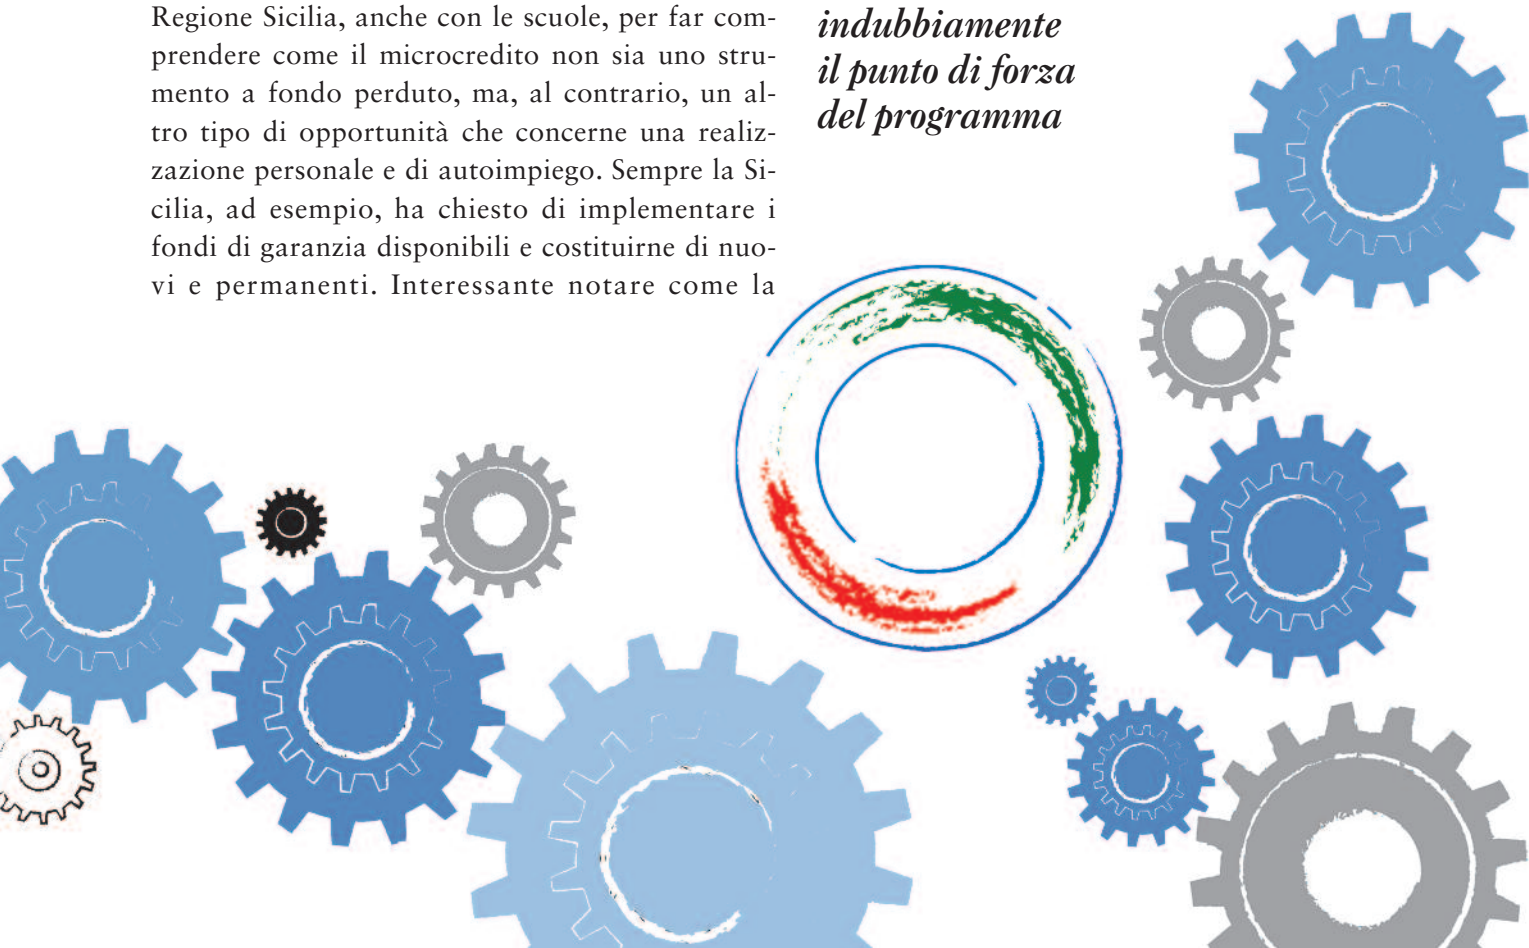 Regione Sicilia, anche con le scuole, per far com-
prendere come il microcredito non sia uno stru-
mento a fondo perduto, ma, al contrario, un al-
tro tipo di opportunità che concerne una realiz-
zazione personale e di autoimpiego. Sempre la Si-
cilia, ad esempio, ha chiesto di implementare i
fondi di garanzia disponibili e costituirne di nuo-
vi e permanenti. Interessante notare come la
indubbiamente
il punto di forza
del programma